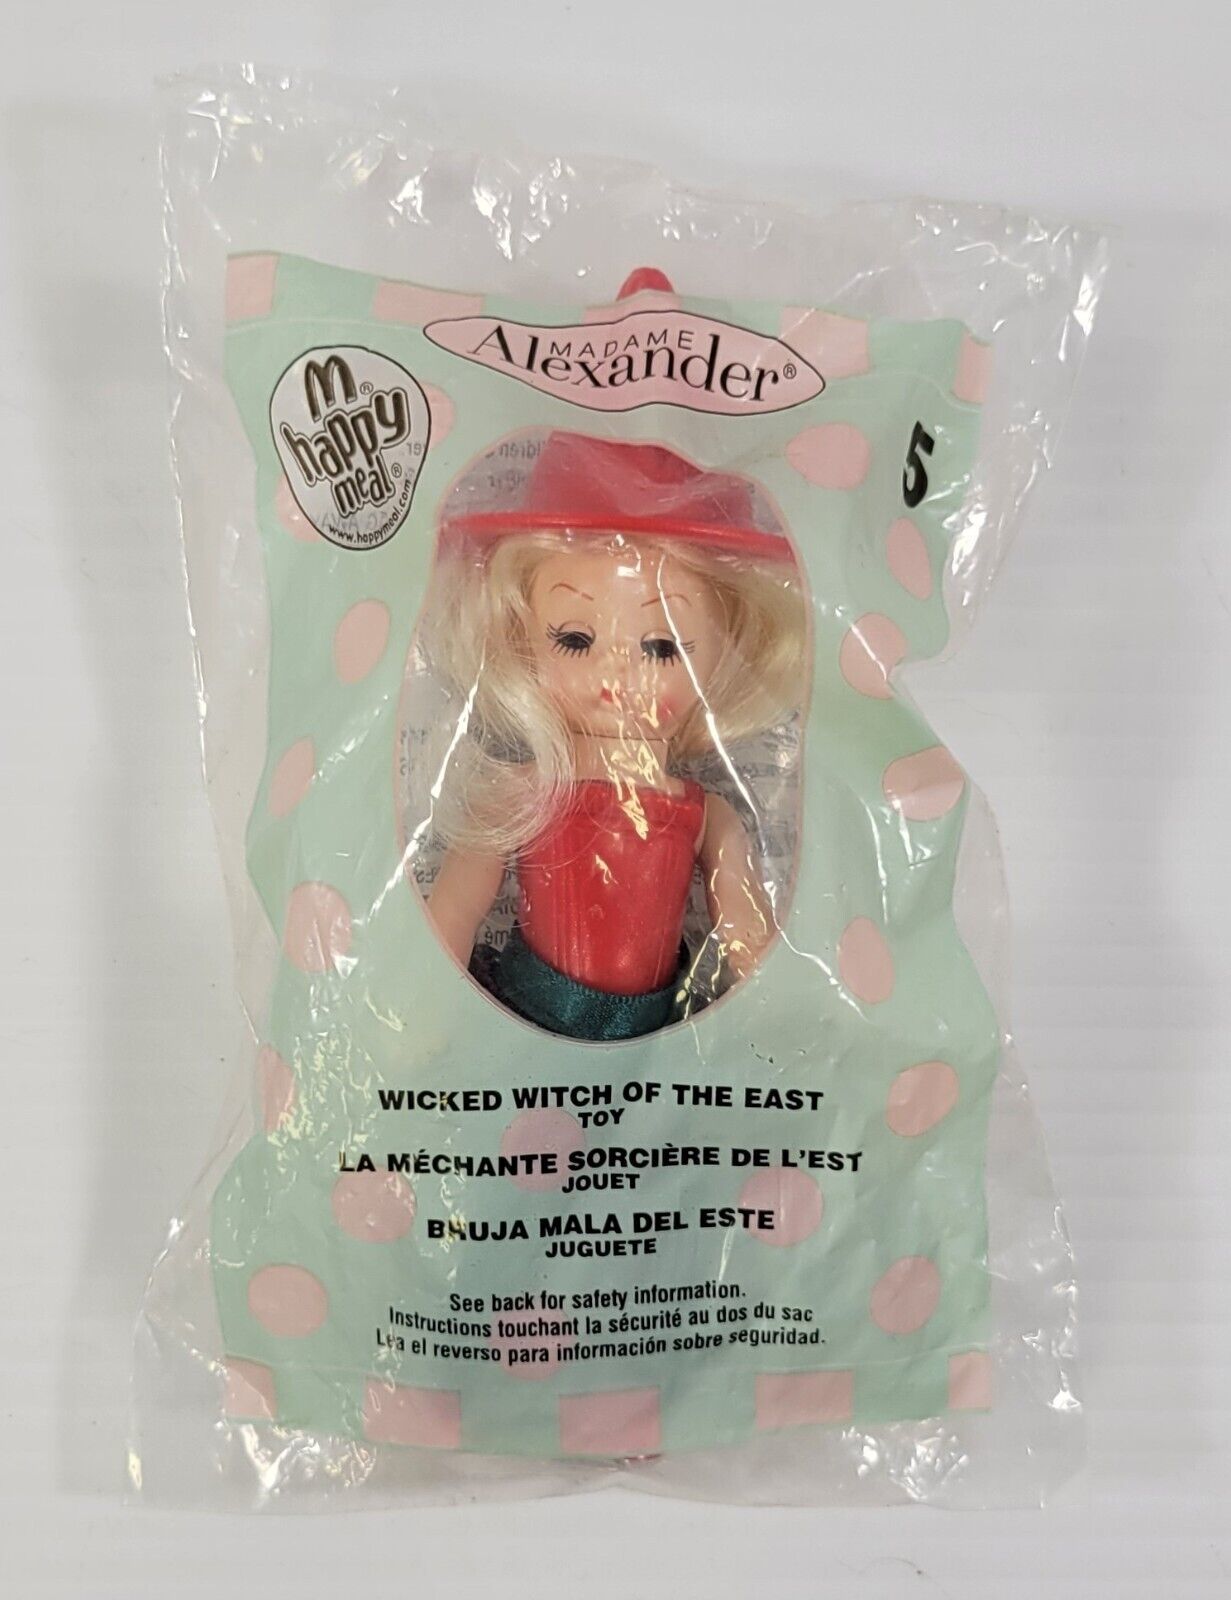 MADAME
Alexander®
M®
happy
meal®
www.happymeal.com
5
WICKED WITCH OF THE EAST
TOY
LA MÉCHANTE SORCIÈRE DE L'EST
JOUET
BRUJA MALA DEL ESTE
JUGUETE
See back for safety information.
Instructions touchant la sécurité au dos du sac
Lea el reverso para información sobre seguridad.